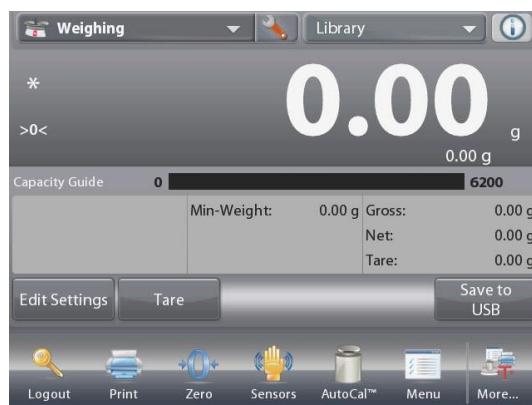 Weighing
Library
*
>0<
0.00 g
0.00 g
Capacity Guide 0 6200
Min-Weight: 0.00 g
Gross: 0.00 g
Net: 0.00 g
Tare: 0.00 g
Edit Settings
Tare
Save to
USB
Logout
Print
Zero
Sensors
AutoCal™
Menu
More...